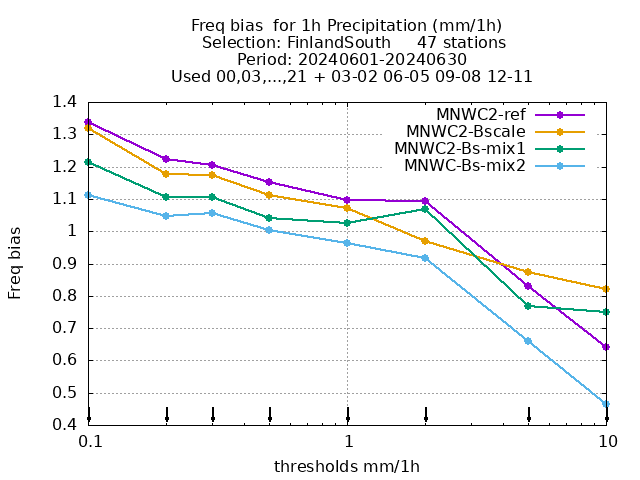 Freq bias  for 1h Precipitation (mm/1h)
Selection: FinlandSouth     47 stations
Period: 20240601-20240630
Used 00,03,...,21 + 03-02 06-05 09-08 12-11
MNWC2-ref
MNWC2-Bscale
MNWC2-Bs-mix1
MNWC-Bs-mix2
1.4
1.3
1.2
1.1
1
0.9
0.8
0.7
0.6
0.5
0.4
Freq bias
0.1 1 10
thresholds mm/1h